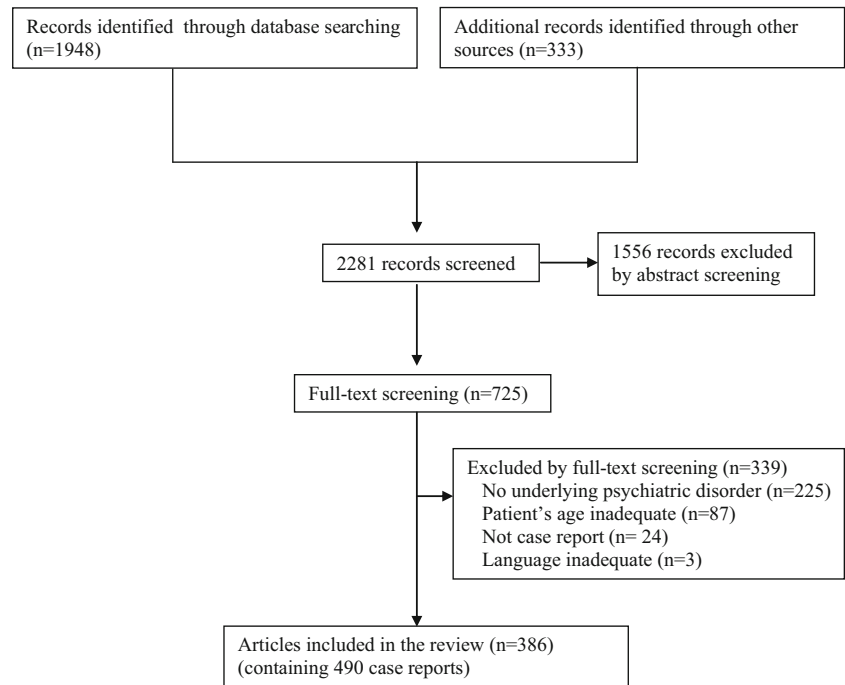 Records identified through database searching
(n=1948)
Additional records identified through other
sources (n=333)
2281 records screened
1556 records excluded
by abstract screening
Full-text screening (n=725)
Excluded by full-text screening (n=339)
No underlying psychiatric disorder (n=225)
Patient's age inadequate (n=87)
Not case report (n= 24)
Language inadequate (n=3)
Articles included in the review (n=386)
(containing 490 case reports)